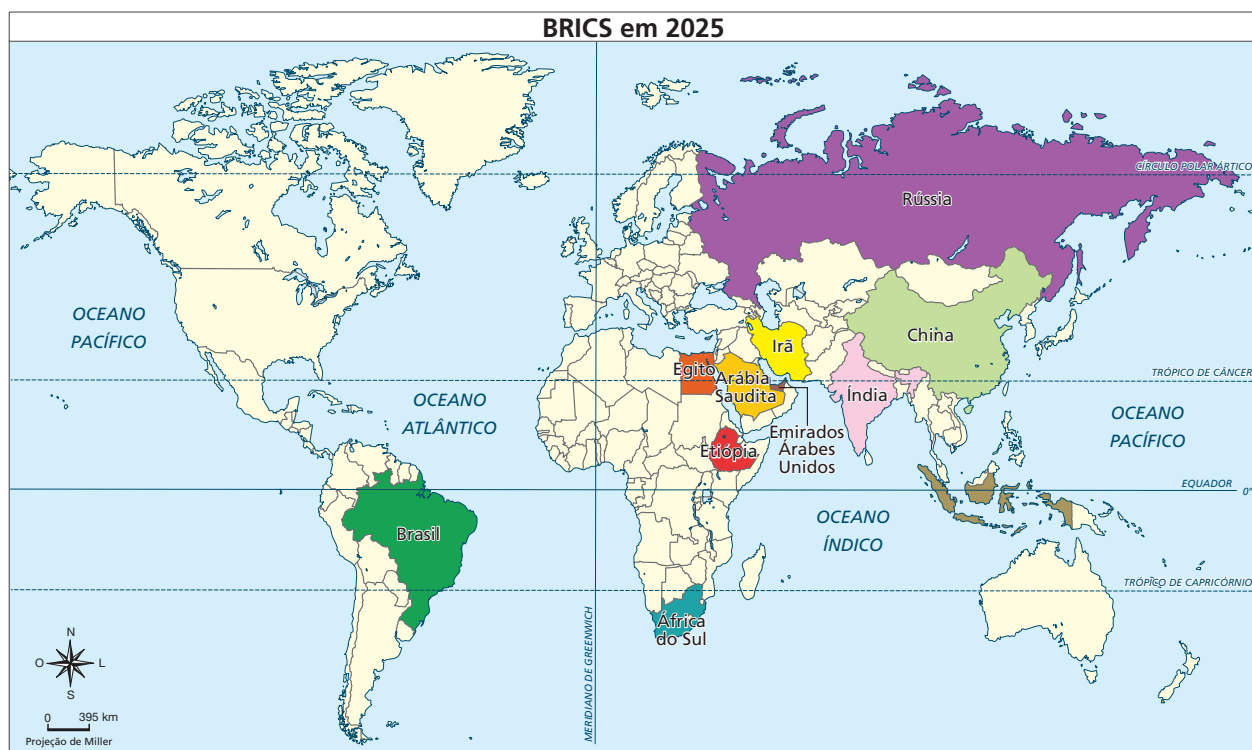 BRICS em 2025
CÍRCULO POLAR ÁRTICO
Rússia
OCEANO
PACÍFICO
China
Irã
Egito
Arábia
Saudita
TRÓPICO DE CÂNCER
Índia
OCEANO
ATLÂNTICO
OCEANO
PACÍFICO
Emirados
Árabes
Unidos
Etiópia
EQUADOR
0°
OCEANO
ÍNDICO
Brasil
TRÓPICO DE CAPRICÓRNIO
África
do Sul
MERIDIANO DE GREENWICH
N
O
L
S
0 395 km
Projeção de Miller